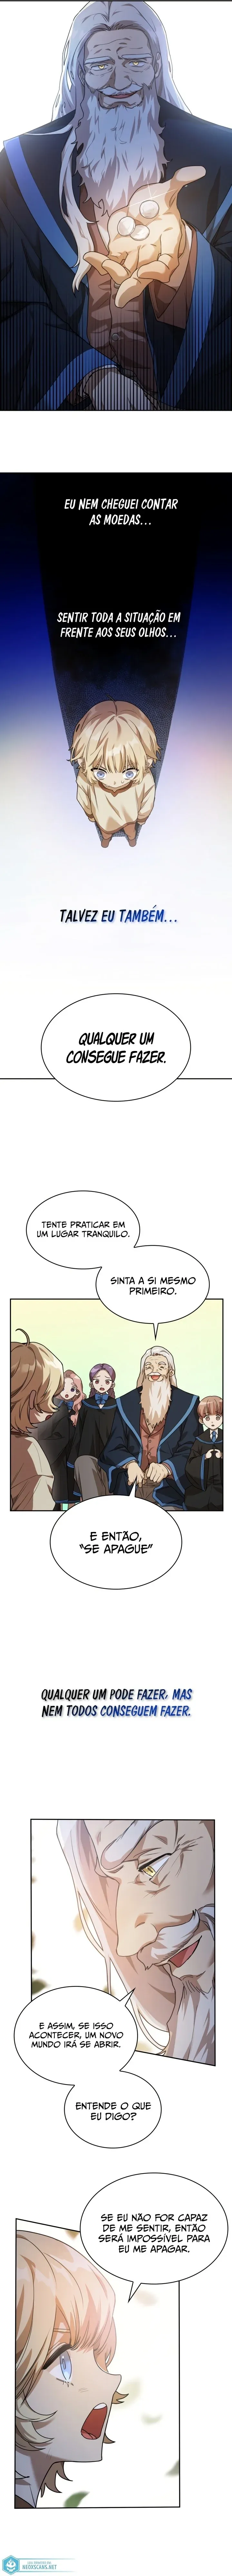 EU NEM CHEGUEI CONTAR
AS MOEDAS...
SENTIR TODA A SITUAÇÃO EM
FRENTE AOS SEUS OLHOS...
TALVEZ EU TAMBÉM...
QUALQUER UM
CONSEGUE FAZER.
TENTE PRATICAR EM
UM LUGAR TRANQUILO.
SINTA A SI MESMO
PRIMEIRO.
E ENTÃO,
"SE APAGUE"
QUALQUER UM PODE FAZER, MAS
NEM TODOS CONSEGUEM FAZER.
E ASSIM, SE ISSO
ACONTECER, UM NOVO
MUNDO IRÁ SE ABRIR.
ENTENDE O QUE
EU DIGO?
SE EU NÃO FOR CAPAZ
DE ME SENTIR, ENTÃO
SERÁ IMPOSSÍVEL PARA
EU ME APAGAR.
NEOXSCANS.NET